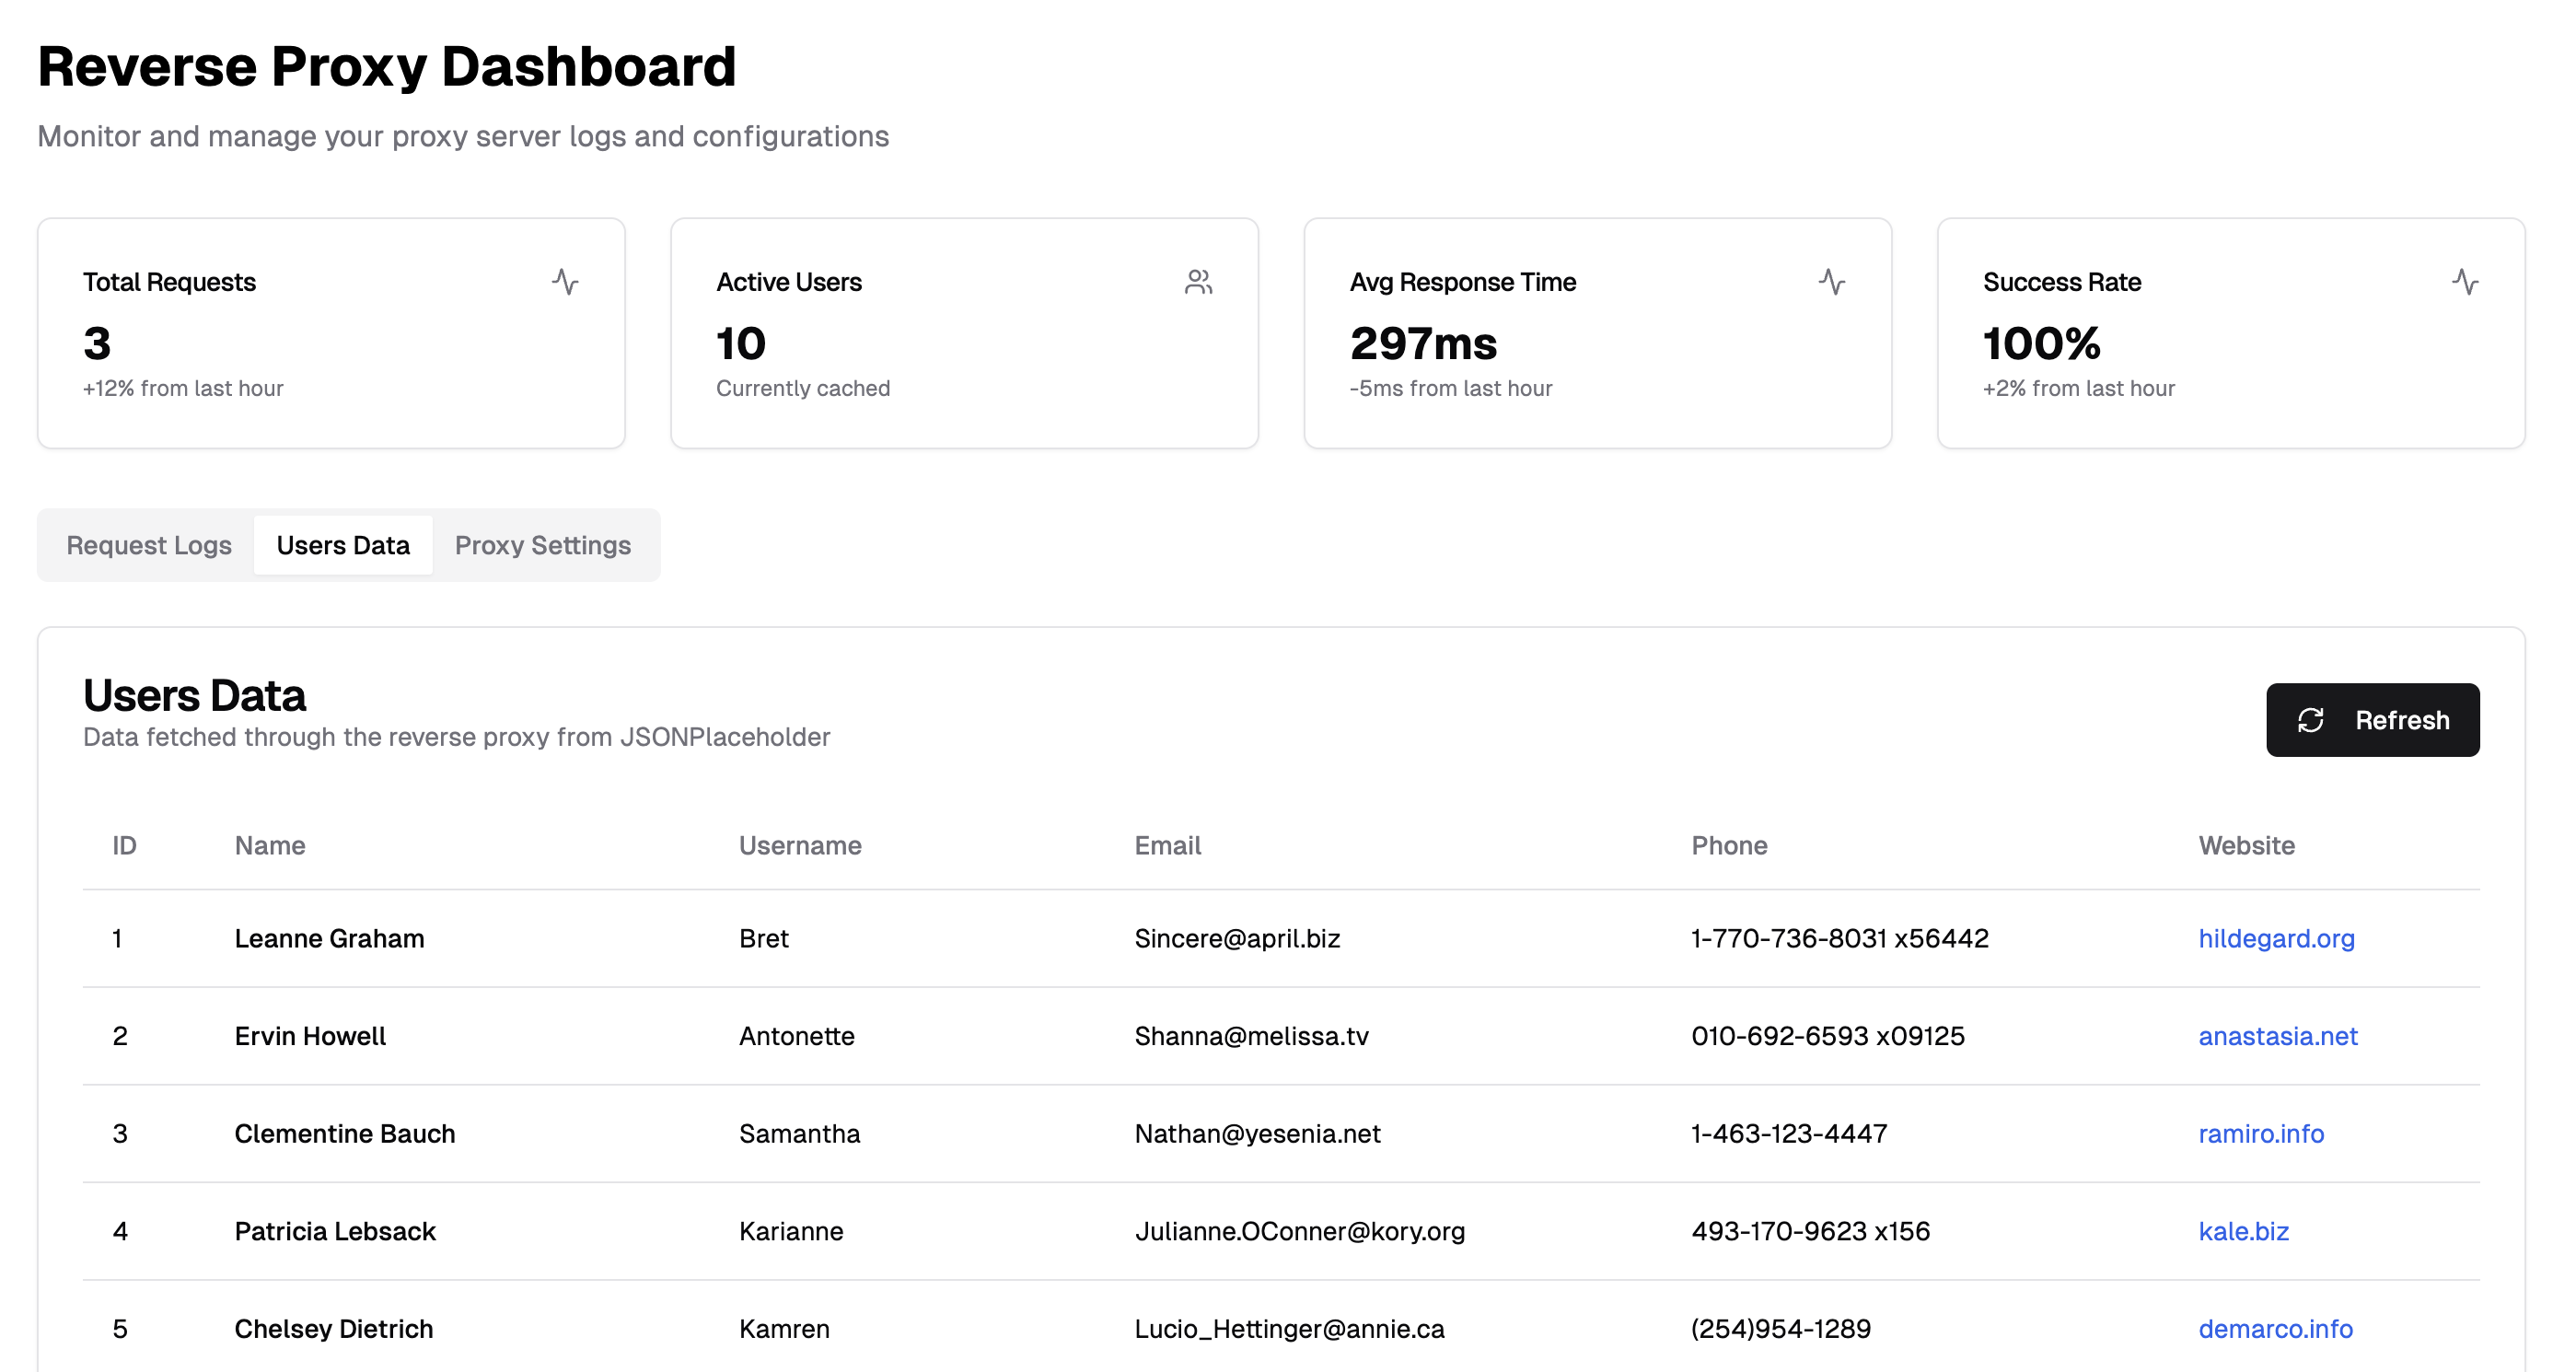 Reverse Proxy Dashboard
Monitor and manage your proxy server logs and configurations
Total Requests
3
+12% from last hour
Active Users
10
Currently cached
Avg Response Time
297ms
-5ms from last hour
Success Rate
100%
+2% from last hour
Request Logs Users Data Proxy Settings
Users Data
Data fetched through the reverse proxy from JSONPlaceholder
Refresh
ID Name Username Email Phone Website
1 Leanne Graham Bret Sincere@april.biz 1-770-736-8031 x56442 hildegard.org
2 Ervin Howell Antonette Shanna@melissa.tv 010-692-6593 x09125 anastasia.net
3 Clementine Bauch Samantha Nathan@yesenia.net 1-463-123-4447 ramiro.info
4 Patricia Lebsack Karianne Julianne.OConner@kory.org 493-170-9623 x156 kale.biz
5 Chelsey Dietrich Kamren Lucio_Hettinger@annie.ca (254)954-1289 demarco.info